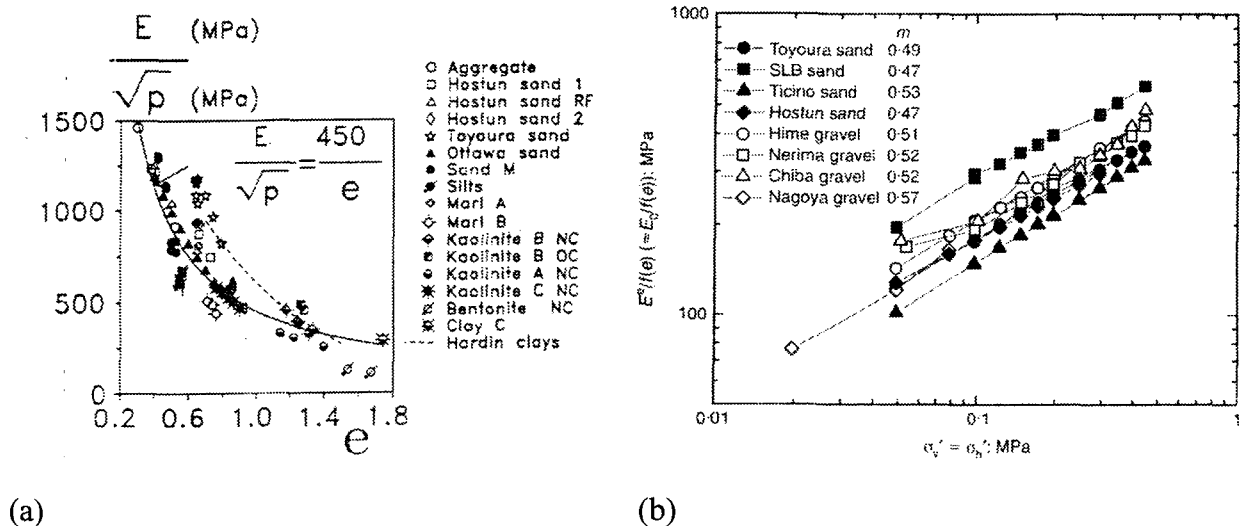 E (MPa)
√p (MPa)
1500
1000
500
0
0.2 0.6 1.0 1.4 1.8
e
E/√p = 450/e
Aggregate
Hostun sand 1
Hostun sand RF
Hostun sand 2
Toyoura sand
Ottawa sand
Sand M
Silts
Marl A
Marl B
Kaolinite B NC
Kaolinite B OC
Kaolinite A NC
Kaolinite C NC
Bentonite NC
Clay C
Hardin clays
(a)
1000
100
m
Toyoura sand 0·49
SLB sand 0·47
Ticino sand 0·53
Hostun sand 0·47
Hime gravel 0·51
Nerima gravel 0·52
Chiba gravel 0·52
Nagoya gravel 0·57
0·01 0·1 1
σv′ = σh′: MPa
(b)